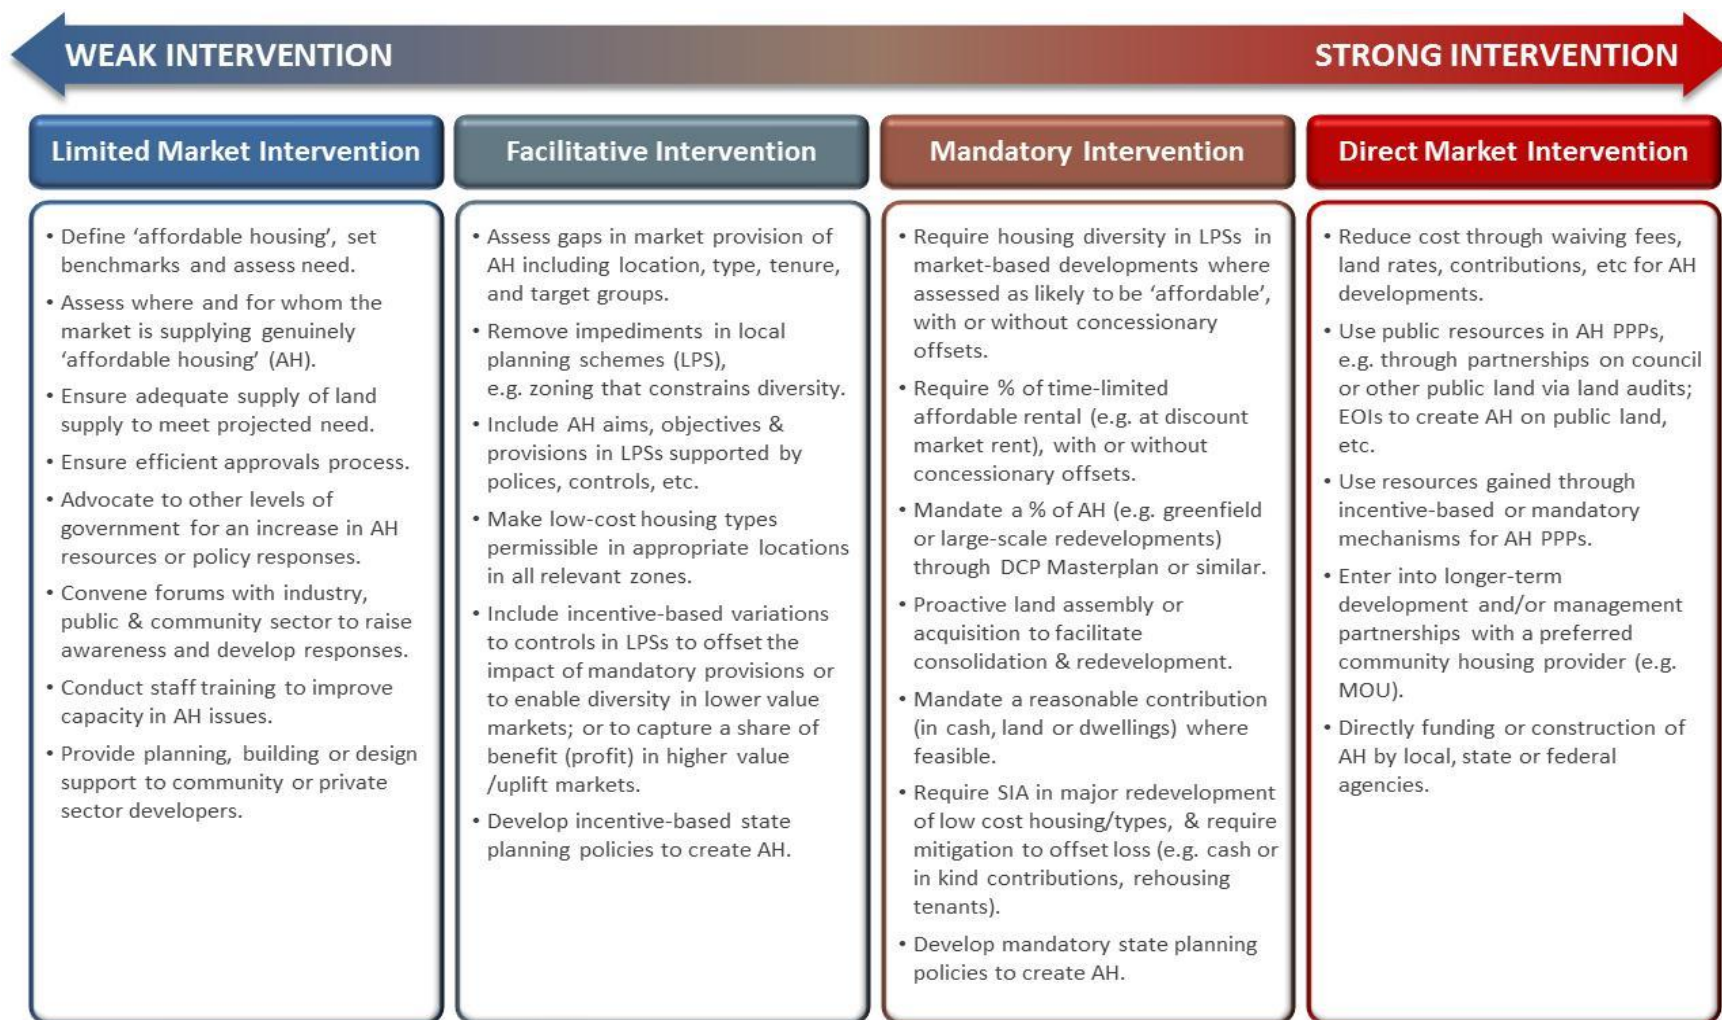 WEAK INTERVENTION
STRONG INTERVENTION
Limited Market Intervention
• Define ‘affordable housing’, set
benchmarks and assess need.
• Assess where and for whom the
market is supplying genuinely
‘affordable housing’ (AH).
• Ensure adequate supply of land
supply to meet projected need.
• Ensure efficient approvals process.
• Advocate to other levels of
government for an increase in AH
resources or policy responses.
• Convene forums with industry,
public & community sector to raise
awareness and develop responses.
• Conduct staff training to improve
capacity in AH issues.
• Provide planning, building or design
support to community or private
sector developers.
Facilitative Intervention
• Assess gaps in market provision of
AH including location, type, tenure,
and target groups.
• Remove impediments in local
planning schemes (LPS),
e.g. zoning that constrains diversity.
• Include AH aims, objectives &
provisions in LPSs supported by
polices, controls, etc.
• Make low-cost housing types
permissible in appropriate locations
in all relevant zones.
• Include incentive-based variations
to controls in LPSs to offset the
impact of mandatory provisions or
to enable diversity in lower value
markets; or to capture a share of
benefit (profit) in higher value
/uplift markets.
• Develop incentive-based state
planning policies to create AH.
Mandatory Intervention
• Require housing diversity in LPSs in
market-based developments where
assessed as likely to be ‘affordable’,
with or without concessionary
offsets.
• Require % of time-limited
affordable rental (e.g. at discount
market rent), with or without
concessionary offsets.
• Mandate a % of AH (e.g. greenfield
or large-scale redevelopments)
through DCP Masterplan or similar.
• Proactive land assembly or
acquisition to facilitate
consolidation & redevelopment.
• Mandate a reasonable contribution
(in cash, land or dwellings) where
feasible.
• Require SIA in major redevelopment
of low cost housing/types, & require
mitigation to offset loss (e.g. cash or
in kind contributions, rehousing
tenants).
• Develop mandatory state planning
policies to create AH.
Direct Market Intervention
• Reduce cost through waiving fees,
land rates, contributions, etc for AH
developments.
• Use public resources in AH PPPs,
e.g. through partnerships on council
or other public land via land audits;
EOIs to create AH on public land,
etc.
• Use resources gained through
incentive-based or mandatory
mechanisms for AH PPPs.
• Enter into longer-term
development and/or management
partnerships with a preferred
community housing provider (e.g.
MOU).
• Directly funding or construction of
AH by local, state or federal
agencies.